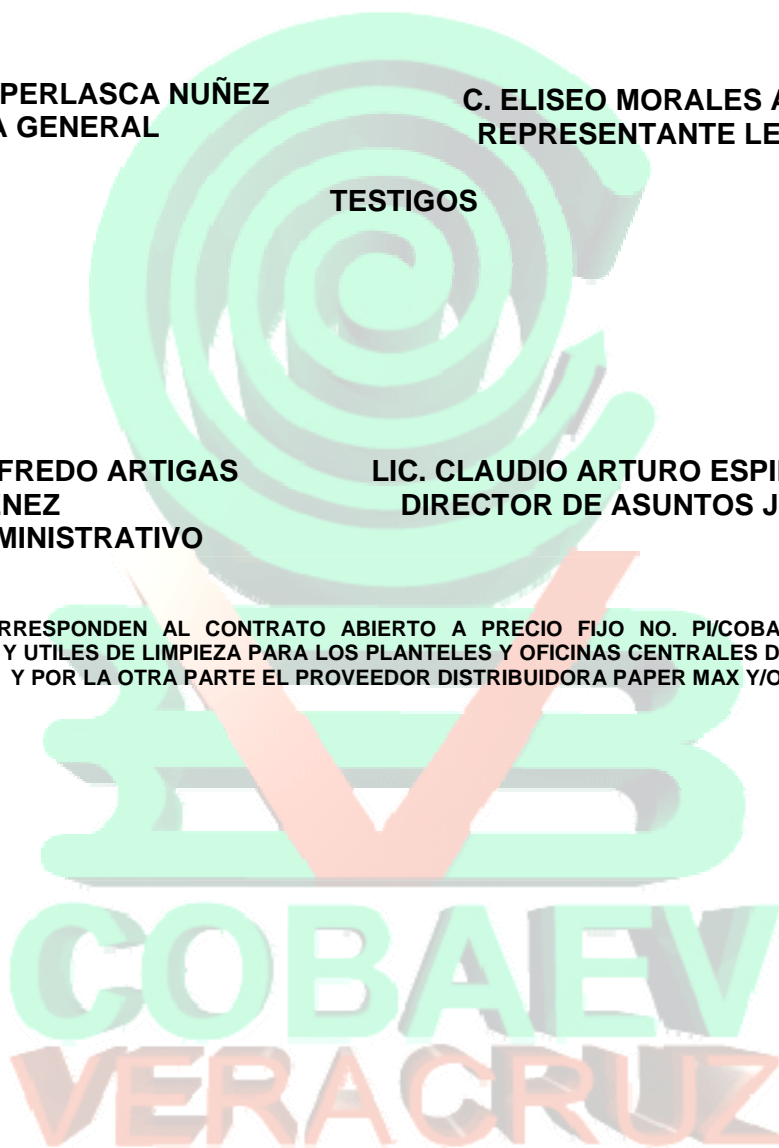 PERLASCA NUÑEZ
A GENERAL
C. ELISEO MORALES A
REPRESENTANTE LE
TESTIGOS
FREDO ARTIGAS
ENEZ
MINISTRATIVO
LIC. CLAUDIO ARTURO ESPI
DIRECTOR DE ASUNTOS J
RRESPONDEN AL CONTRATO ABIERTO A PRECIO FIJO NO. PI/COBA
Y UTILES DE LIMPIEZA PARA LOS PLANTELES Y OFICINAS CENTRALES D
Y POR LA OTRA PARTE EL PROVEEDOR DISTRIBUIDORA PAPER MAX Y/O
COBAEV
VERACRUZ